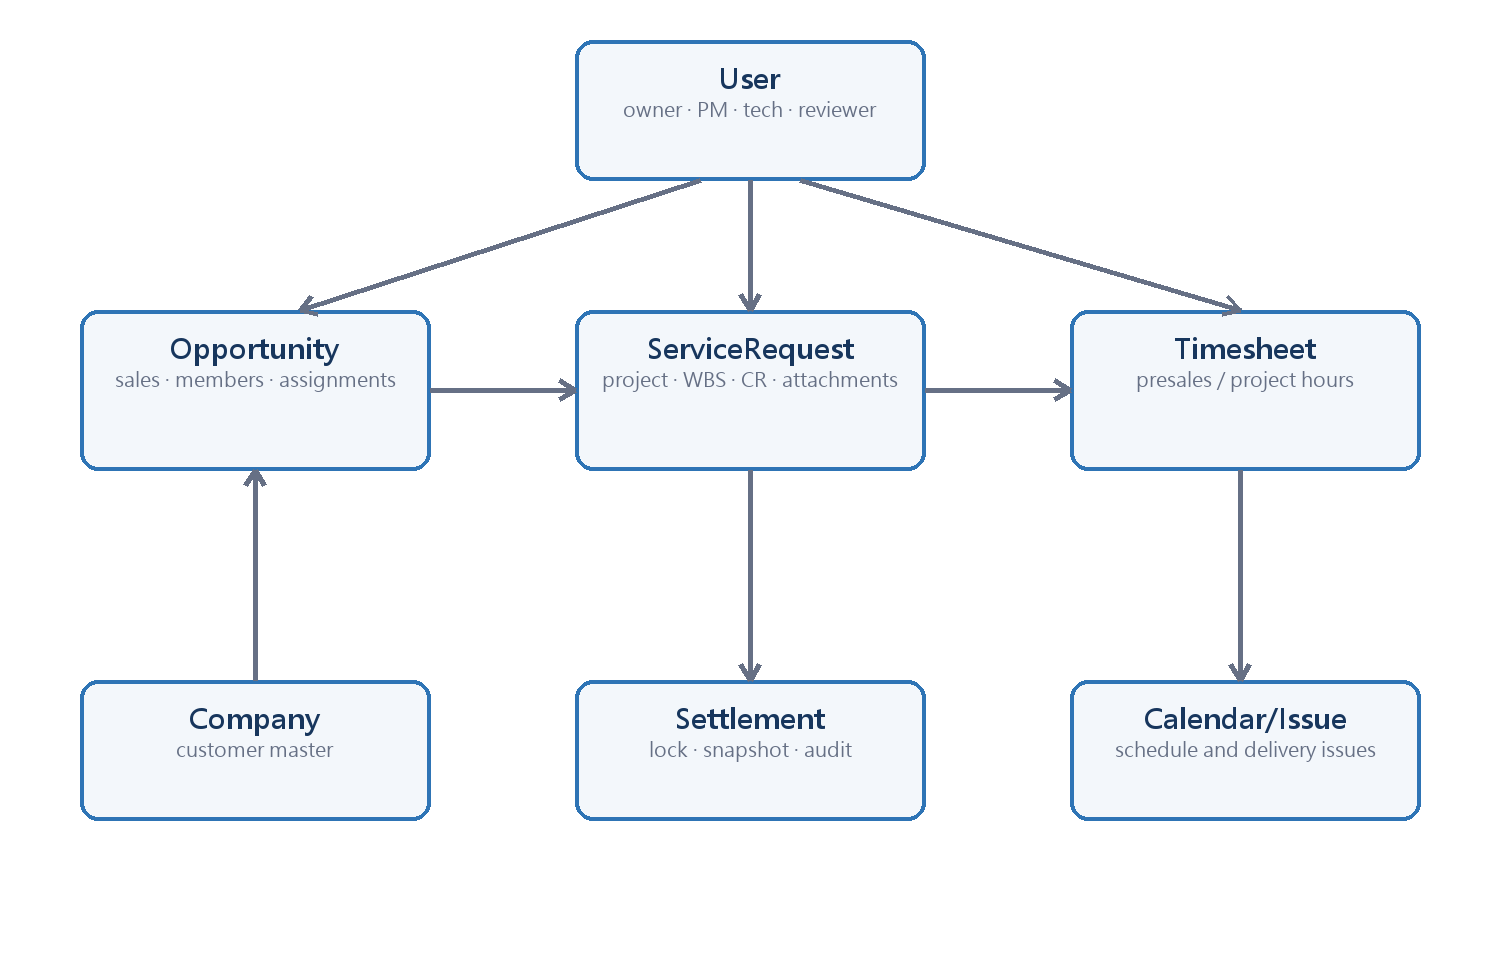 User
owner · PM · tech · reviewer
Opportunity
sales · members · assignments
ServiceRequest
project · WBS · CR · attachments
Timesheet
presales / project hours
Company
customer master
Settlement
lock · snapshot · audit
Calendar/Issue
schedule and delivery issues